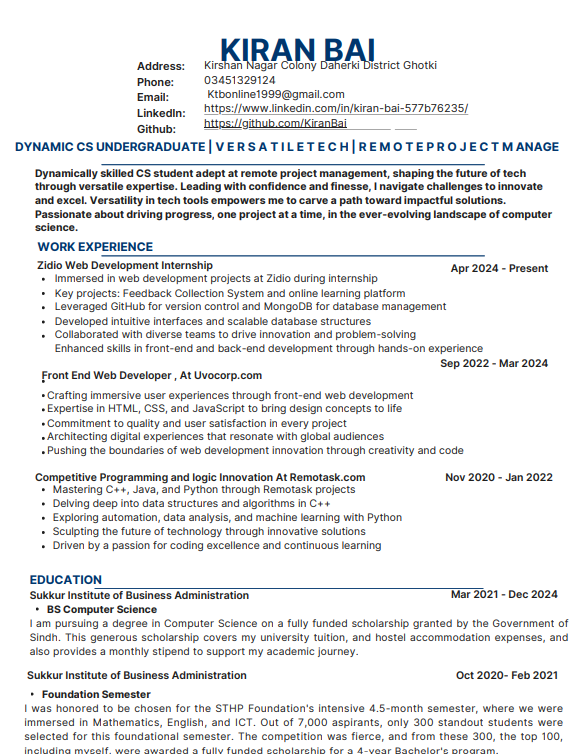 KIRAN BAI
Address: Kirshan Nagar Colony Daherki District Ghotki
Phone: 03451329124
Email: Ktbonline1999@gmail.com
LinkedIn: https://www.linkedin.com/in/kiran-bai-577b76235/
Github: https://github.com/KiranBai
DYNAMIC CS UNDERGRADUATE | VERSATILE TECH | REMOTE PROJECT MANAGE
Dynamically skilled CS student adept at remote project management, shaping the future of tech
through versatile expertise. Leading with confidence and finesse, I navigate challenges to innovate
and excel. Versatility in tech tools empowers me to carve a path toward impactful solutions.
Passionate about driving progress, one project at a time, in the ever-evolving landscape of computer
science.
WORK EXPERIENCE
Zidio Web Development Internship Apr 2024 - Present
• Immersed in web development projects at Zidio during internship
• Key projects: Feedback Collection System and online learning platform
• Leveraged GitHub for version control and MongoDB for database management
• Developed intuitive interfaces and scalable database structures
• Collaborated with diverse teams to drive innovation and problem-solving
Enhanced skills in front-end and back-end development through hands-on experience
Sep 2022 - Mar 2024
Front End Web Developer , At Uvocorp.com
•
• Crafting immersive user experiences through front-end web development
• Expertise in HTML, CSS, and JavaScript to bring design concepts to life
• Commitment to quality and user satisfaction in every project
• Architecting digital experiences that resonate with global audiences
• Pushing the boundaries of web development innovation through creativity and code
Competitive Programming and logic Innovation At Remotask.com Nov 2020 - Jan 2022
• Mastering C++, Java, and Python through Remotask projects
• Delving deep into data structures and algorithms in C++
• Exploring automation, data analysis, and machine learning with Python
• Sculpting the future of technology through innovative solutions
• Driven by a passion for coding excellence and continuous learning
EDUCATION
Sukkur Institute of Business Administration Mar 2021 - Dec 2024
• BS Computer Science
I am pursuing a degree in Computer Science on a fully funded scholarship granted by the Government of
Sindh. This generous scholarship covers my university tuition, and hostel accommodation expenses, and
also provides a monthly stipend to support my academic journey.
Sukkur Institute of Business Administration Oct 2020- Feb 2021
• Foundation Semester
I was honored to be chosen for the STHP Foundation's intensive 4.5-month semester, where we were
immersed in Mathematics, English, and ICT. Out of 7,000 aspirants, only 300 standout students were
selected for this foundational semester. The competition was fierce, and from these 300, the top 100,
including myself, were awarded a fully funded scholarship for a 4-year Bachelor's program.